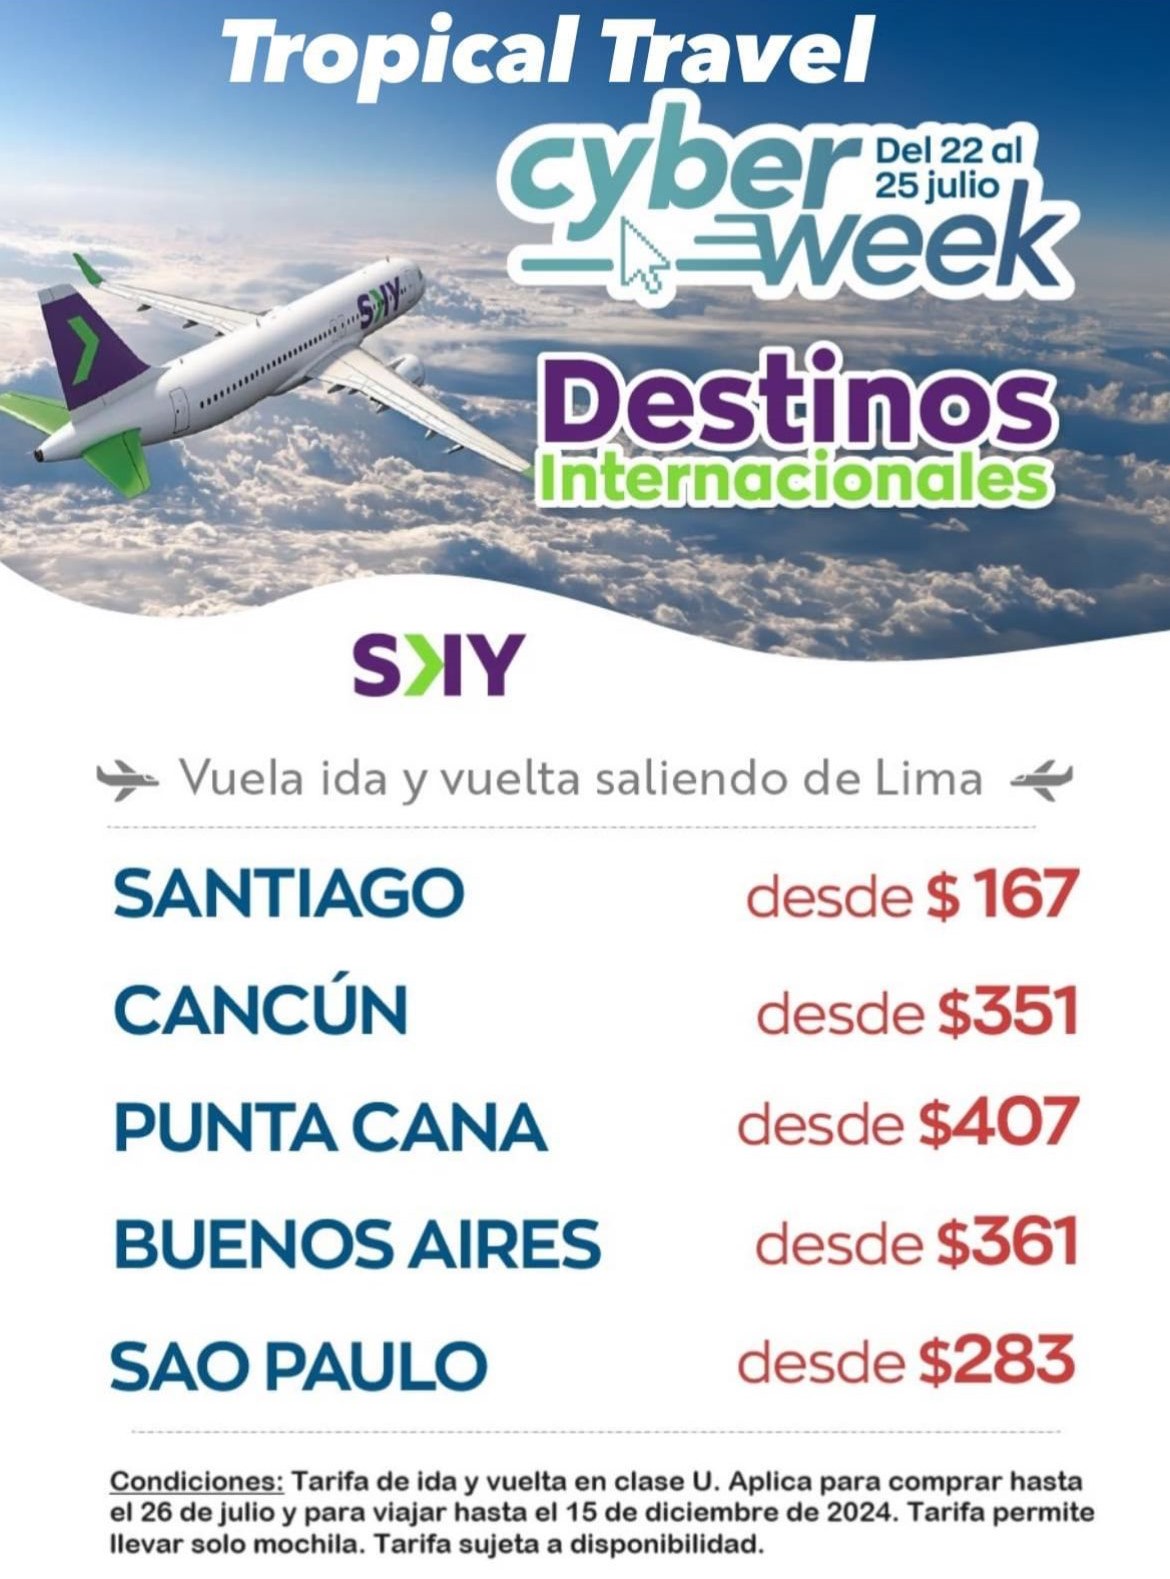 Tropical Travel
cyber week
Del 22 al
25 julio
SKY
Destinos
Internacionales
SKY
Vuela ida y vuelta saliendo de Lima
SANTIAGO desde $ 167
CANCÚN desde $351
PUNTA CANA desde $407
BUENOS AIRES desde $361
SAO PAULO desde $283
Condiciones: Tarifa de ida y vuelta en clase U. Aplica para comprar hasta
el 26 de julio y para viajar hasta el 15 de diciembre de 2024. Tarifa permite
llevar solo mochila. Tarifa sujeta a disponibilidad.